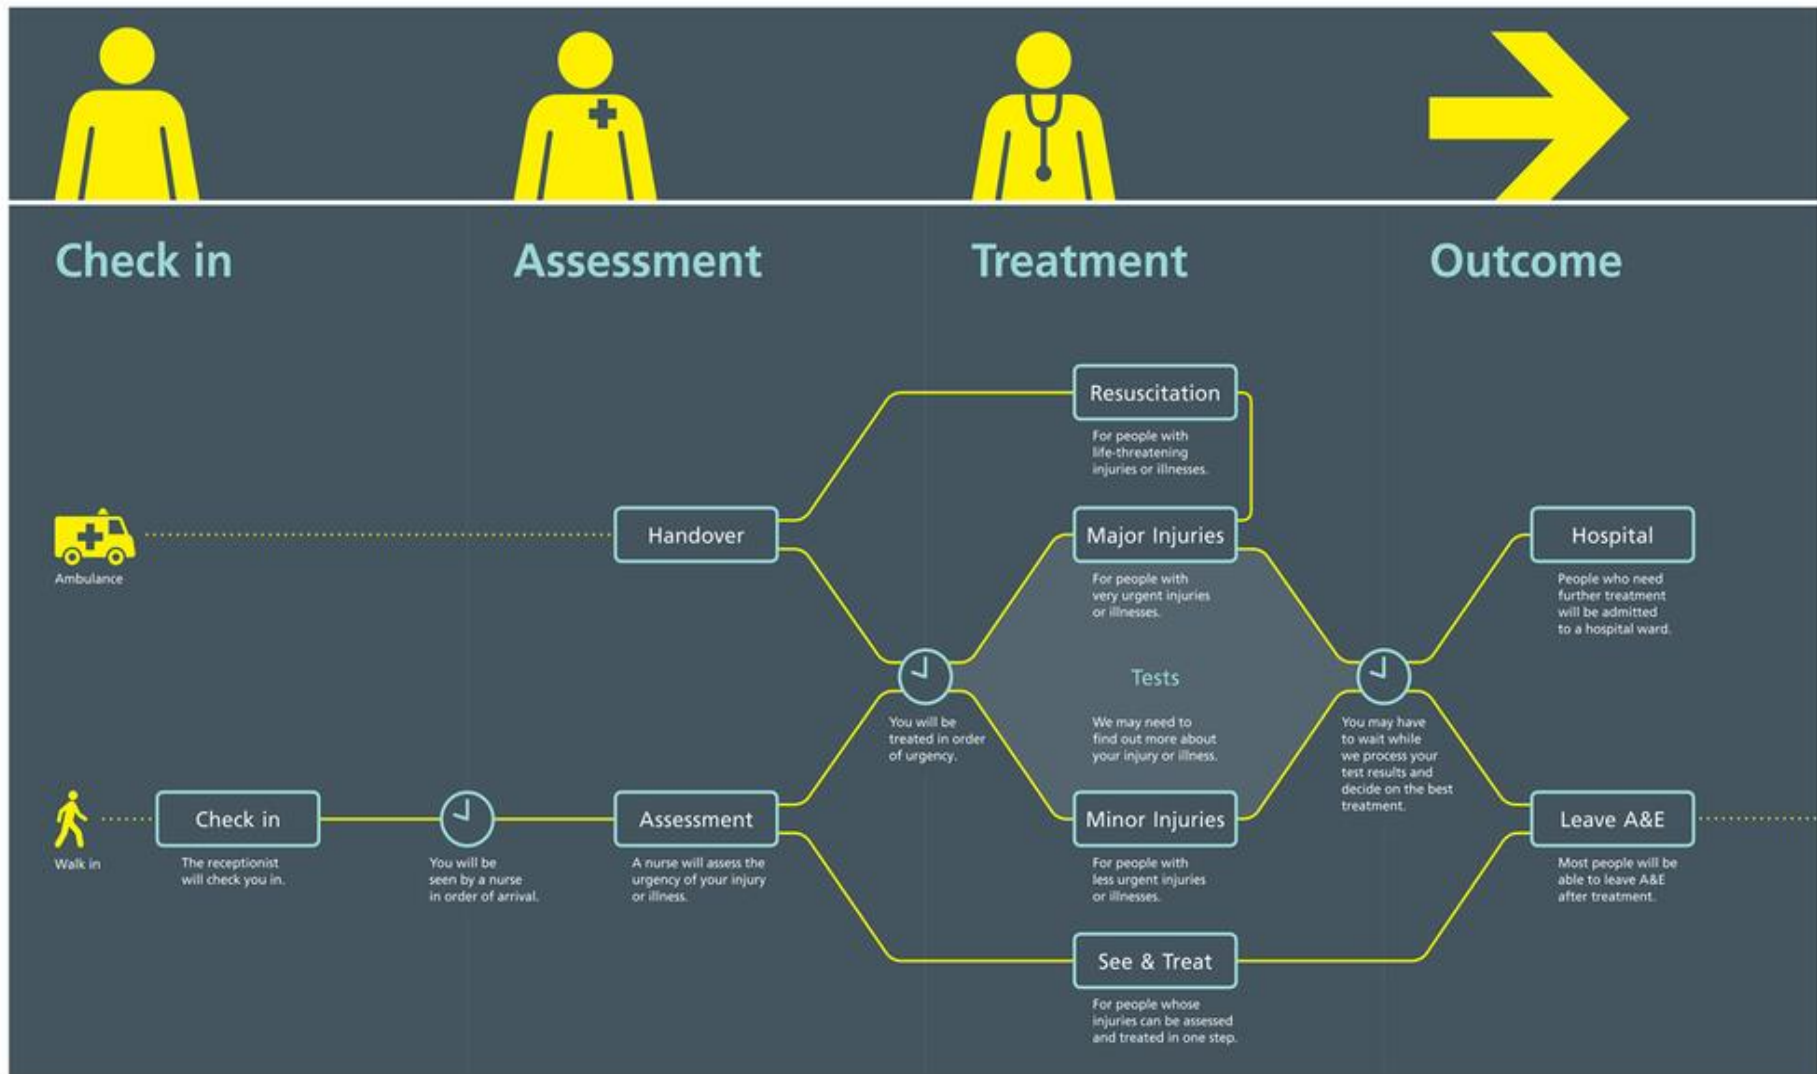 Check in
Assessment
Treatment
Outcome
Resuscitation
For people with
life-threatening
injuries or illnesses.
Ambulance
Handover
Major Injuries
For people with
very urgent injuries
or illnesses.
Hospital
People who need
further treatment
will be admitted
to a hospital ward.
You will be
treated in order
of urgency.
Tests
We may need to
find out more about
your injury or illness.
You may have
to wait while
we process your
test results and
decide on the best
treatment.
Walk in
Check in
The receptionist
will check you in.
You will be
seen by a nurse
in order of arrival.
Assessment
A nurse will assess the
urgency of your injury
or illness.
Minor Injuries
For people with
less urgent injuries
or illnesses.
Leave A&E
Most people will be
able to leave A&E
after treatment.
See & Treat
For people whose
injuries can be assessed
and treated in one step.